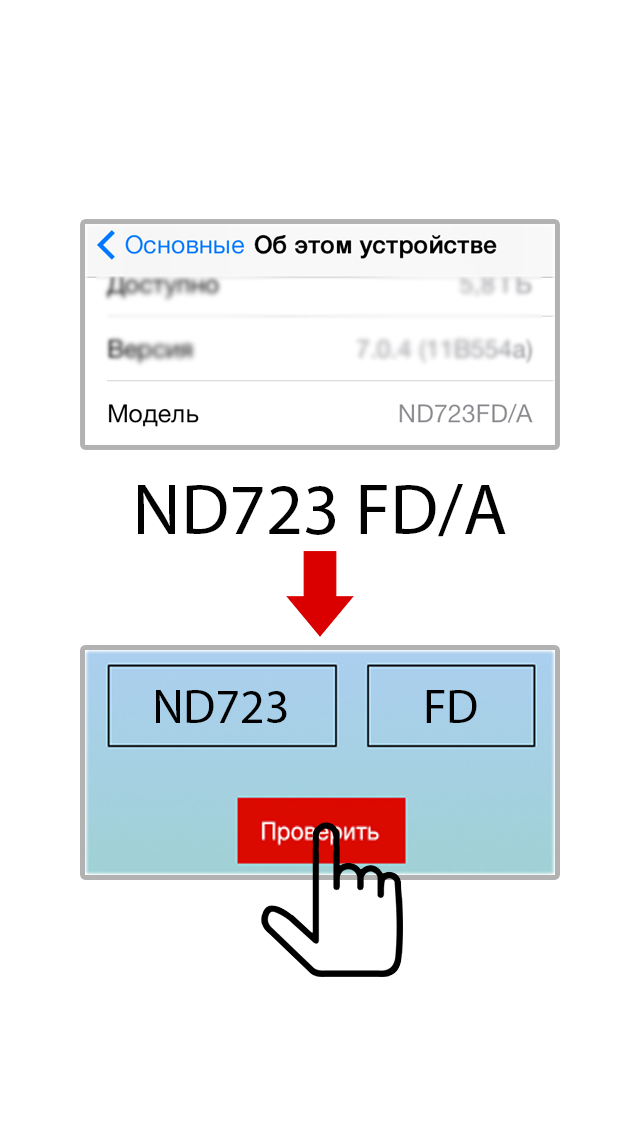 Основные Об этом устройстве
Доступно 5,8 ГБ
Версия 7.0.4 (11B554a)
Модель ND723FD/A
ND723 FD/A
ND723 FD
Проверить